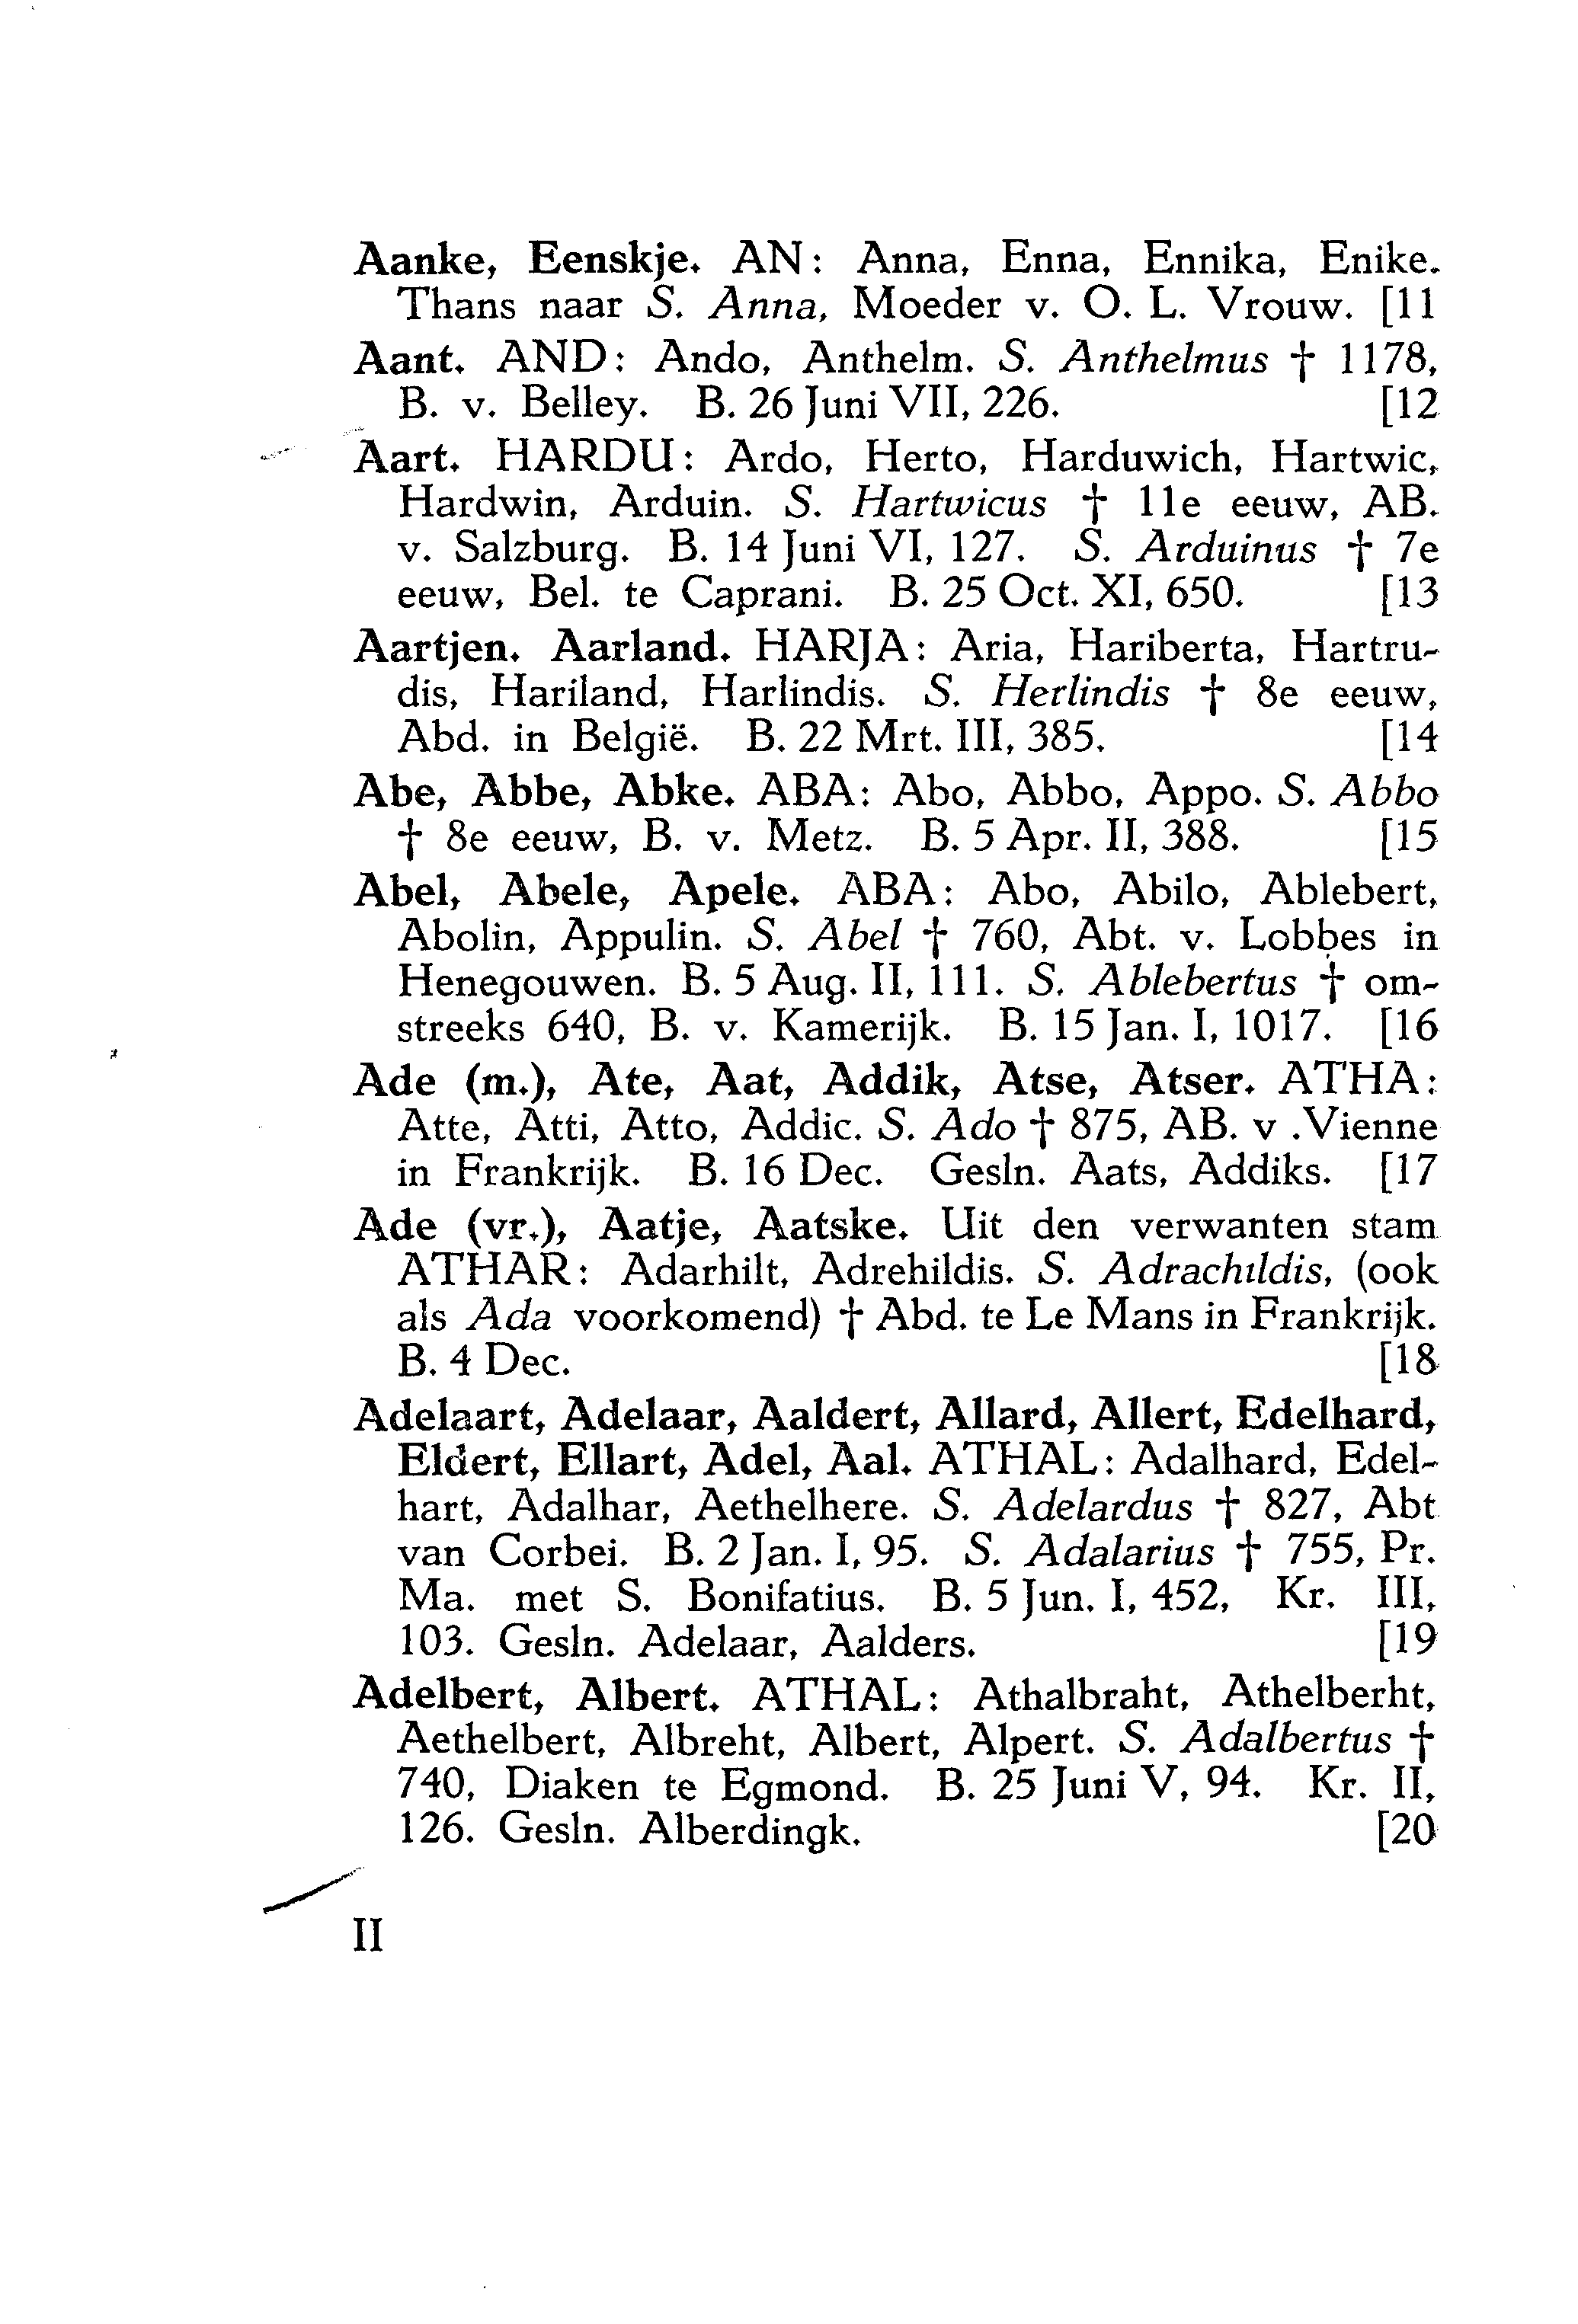 Aanke, Eenskje. AN: Anna, Enna, Ennika, Enike.
Thans naar S. Anna, Moeder v. O. L. Vrouw. [11
Aant. AND: Ando, Anthelm. S. Anthelmus † 1178,
B. v. Belley. B. 26 Juni VII, 226. [12
Aart. HARDU: Ardo, Herto, Harduwich, Hartwic,
Hardwin, Arduin. S. Hartwicus † 11e eeuw, AB.
v. Salzburg. B. 14 Juni VI, 127. S. Arduinus † 7e
eeuw, Bel. te Caprani. B. 25 Oct. XI, 650. [13
Aartjen. Aarland. HARJA: Aria, Hariberta, Hartru-
dis, Hariland, Harlindis. S. Herlindis † 8e eeuw,
Abd. in België. B. 22 Mrt. III, 385. [14
Abe, Abbe, Abke. ABA: Abo, Abbo, Appo. S. Abbo
† 8e eeuw, B. v. Metz. B. 5 Apr. II, 388. [15
Abel, Abele, Apele. ABA: Abo, Abilo, Ablebert,
Abolin, Appulin. S. Abel † 760, Abt. v. Lobbes in
Henegouwen. B. 5 Aug. II, 111. S. Ablebertus † om-
streeks 640, B. v. Kamerijk. B. 15 Jan. I, 1017. [16
Ade (m.), Ate, Aat, Addik, Atse, Atser. ATHA:
Atte, Atti, Atto, Addic. S. Ado † 875, AB. v .Vienne
in Frankrijk. B. 16 Dec. Gesln. Aats, Addiks. [17
Ade (vr.), Aatje, Aatske. Uit den verwanten stam
ATHAR: Adarhilt, Adrehildis. S. Adrachildis, (ook
als Ada voorkomend) † Abd. te Le Mans in Frankrijk.
B. 4 Dec. [18
Adelaart, Adelaar, Aaldert, Allard, Allert, Edelhard,
Eldert, Ellart, Adel, Aal. ATHAL: Adalhard, Edel-
hart, Adalhar, Aethelhere. S. Adelardus † 827, Abt
van Corbei. B. 2 Jan. I, 95. S. Adalarius † 755, Pr.
Ma. met S. Bonifatius. B. 5 Jun. I, 452, Kr. III,
103. Gesln. Adelaar, Aalders. [19
Adelbert, Albert. ATHAL: Athalbraht, Athelberht,
Aethelbert, Albreht, Albert, Alpert. S. Adalbertus †
740, Diaken te Egmond. B. 25 Juni V, 94. Kr. II,
126. Gesln. Alberdingk. [20
II